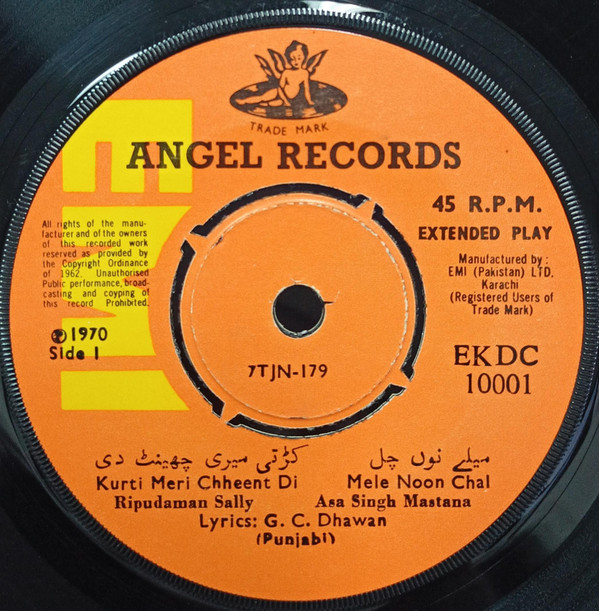 TRADE MARK
ANGEL RECORDS
EMI
All rights of the manu-
facturer and of the owners
of this recorded work
reserved as provided by
the Copyright Ordinance
of 1962. Unauthorised
Public performance, broad-
casting and coyping of
this record Prohibited.
45 R.P.M.
EXTENDED PLAY
Manufactured by:
EMI (Pakistan) LTD.
Karachi
(Registered Users of
Trade Mark)
℗1970
Side 1
7TJN-179
EKDC
10001
میلے نوں چل کڑتی میری چھینٹ دی
Kurti Meri Chheent Di Mele Noon Chal
Ripudaman Sally Asa Singh Mastana
Lyrics: G. C. Dhawan
(Punjabi)